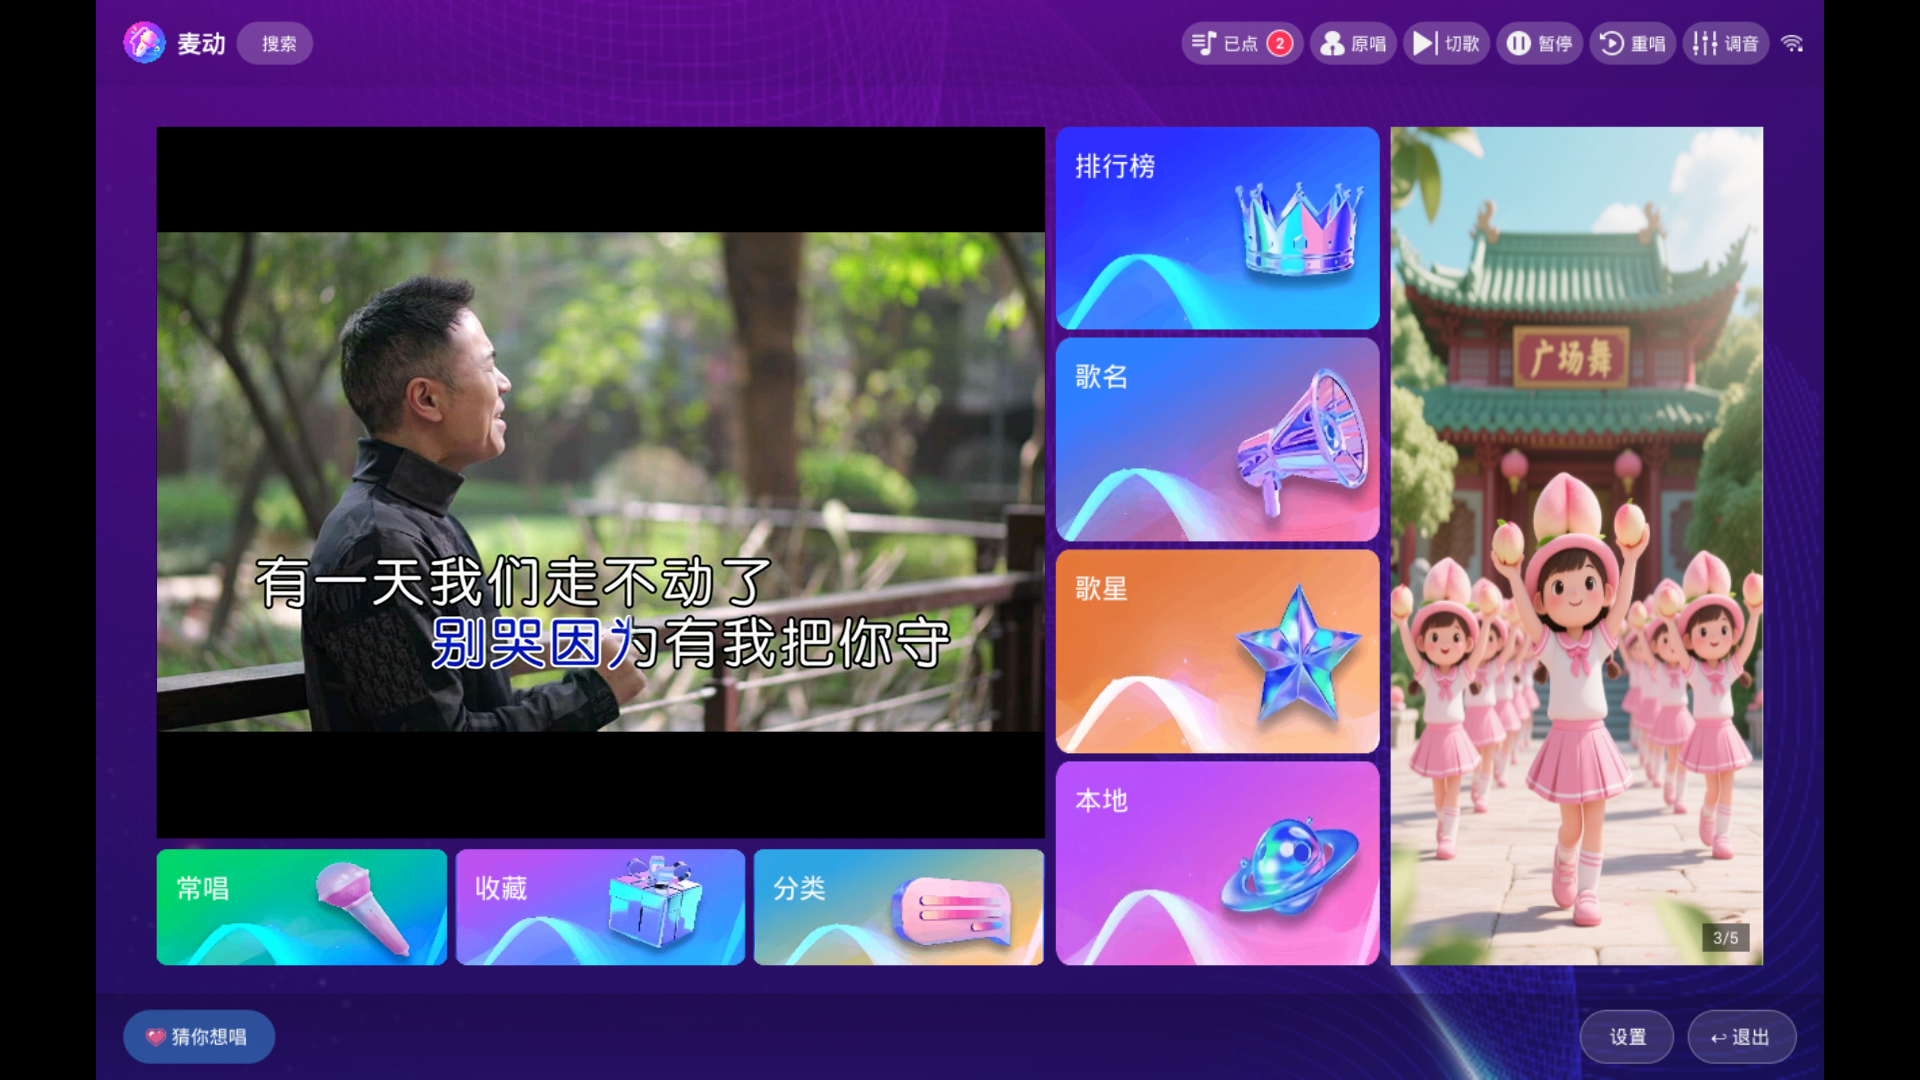 麦动
搜索
已点 2
原唱
切歌
暂停
重唱
调音
排行榜
歌名
歌星
本地
广场舞
有一天我们走不动了
别哭因为有我把你守
常唱
收藏
分类
3/5
猜你想唱
设置
退出